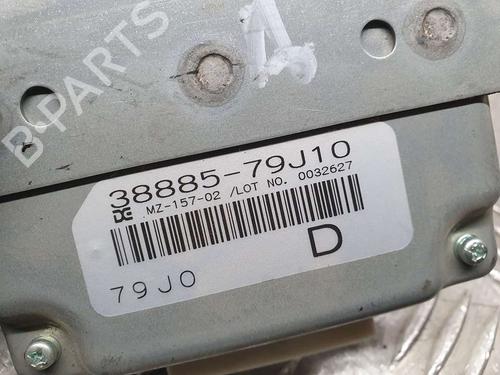 B-PARTS
38885-79J10
MZ-157-02 /LOT NO. 0032627
D
79J0